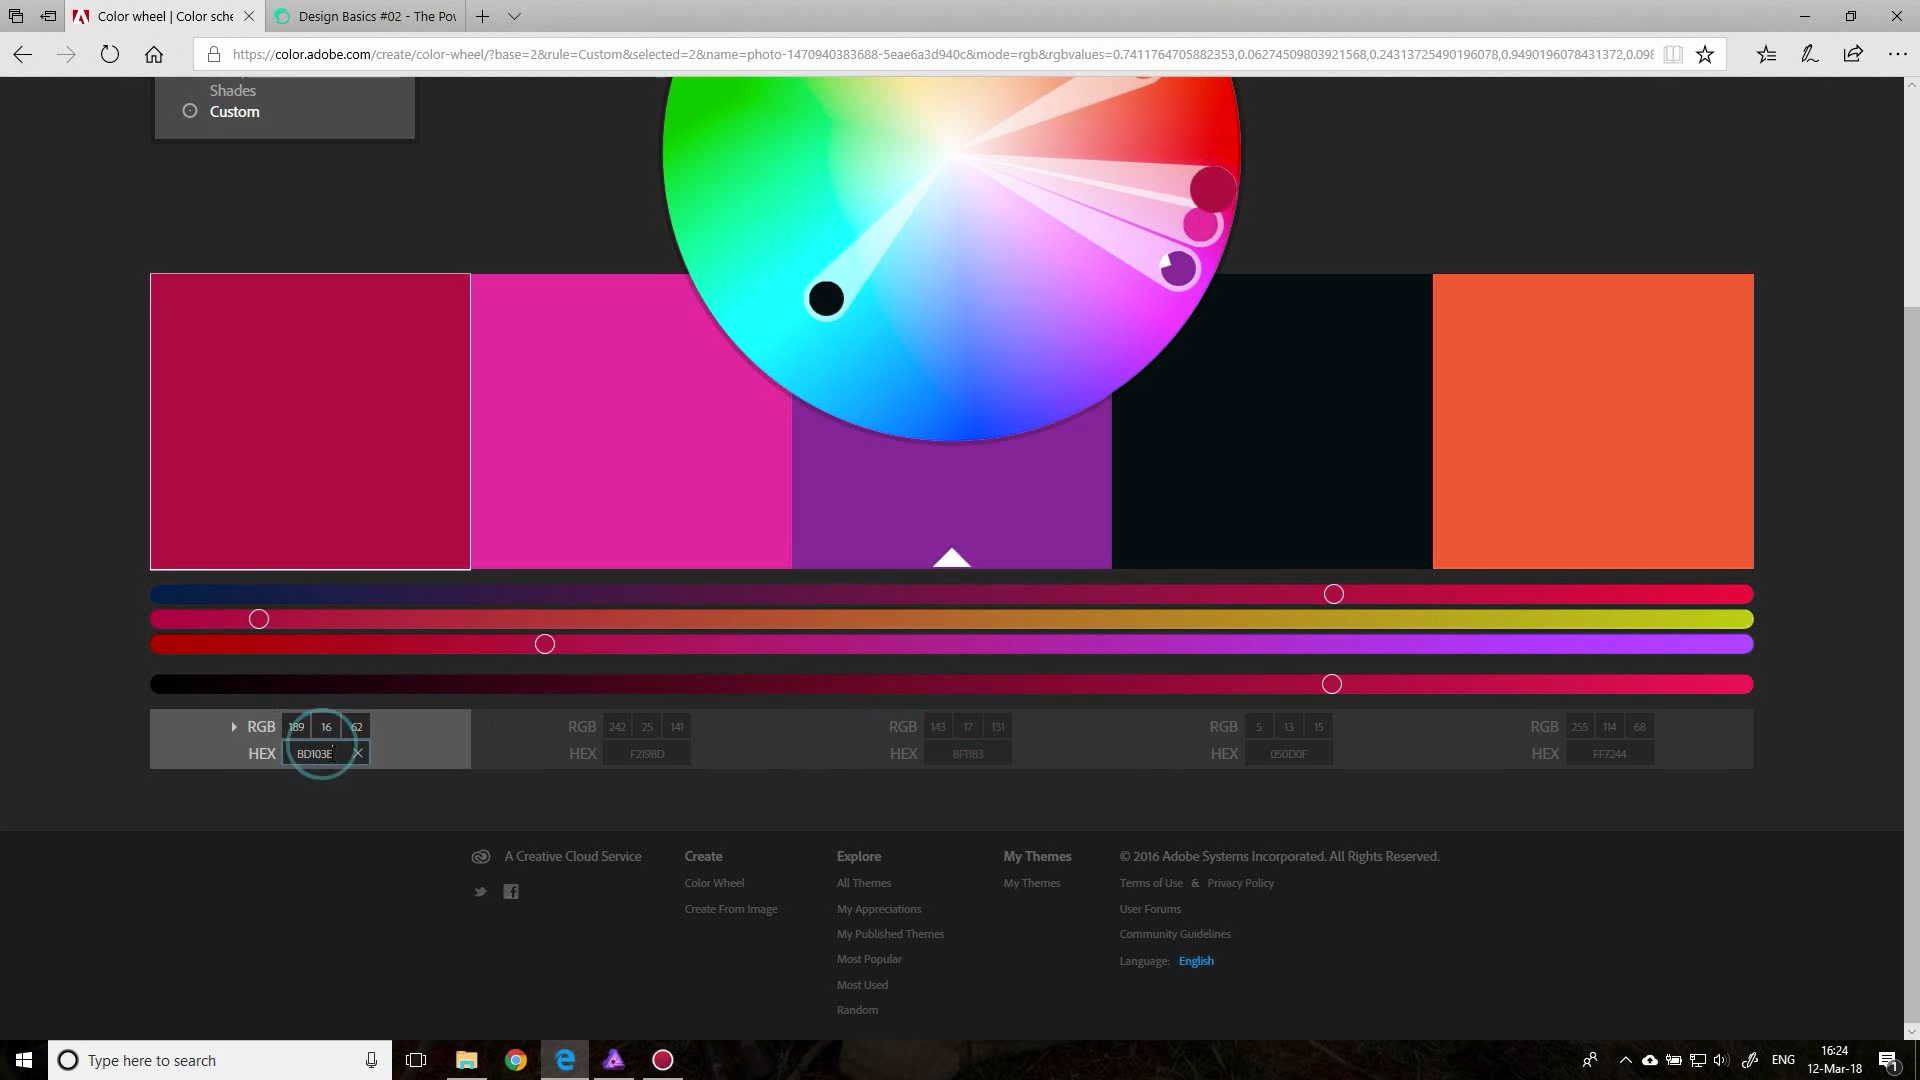 Color wheel | Color sche
Design Basics #02 - The Pov
https://color.adobe.com/create/color-wheel/?base=2&rule=Custom&selected=2&name=photo-1470940383688-5eae6a3d940c&mode=rgb&rgbvalues=0.7411764705882353,0.06274509803921568,0.24313725490196078,0.9490196078431372,0.098
Shades
Custom
RGB 189 16 62
HEX BD103E
RGB 242 25 141
HEX F2198D
RGB 143 17 131
HEX 8F1183
RGB 5 13 15
HEX 050D0F
RGB 255 114 68
HEX FF7244
A Creative Cloud Service
Create
Color Wheel
Create From Image
Explore
All Themes
My Appreciations
My Published Themes
Most Popular
Most Used
Random
My Themes
My Themes
© 2016 Adobe Systems Incorporated. All Rights Reserved.
Terms of Use & Privacy Policy
User Forums
Community Guidelines
Language: English
Type here to search
ENG
16:24
12-Mar-18
1